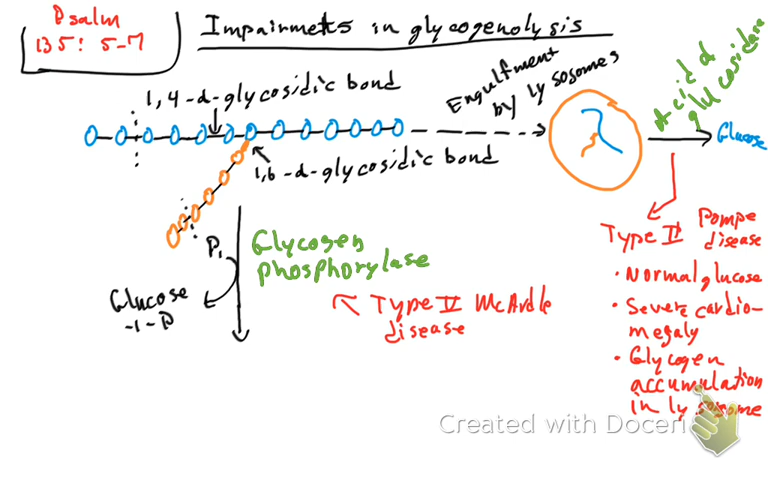 Psalm
135: 5-7
Impairments in glycogenolysis
1,4-α-glycosidic bond
Engulfment
by lysosomes
Acid α
glucosidase
Glucose
1,6-α-glycosidic bond
Pi
Glycogen
phosphorylase
Glucose
-1-P
Type V McArdle
disease
Type II Pompe
disease
• Normal glucose
• Severe cardio-
megaly
• Glycogen
accumulation
in lysosome
Created with Doceri